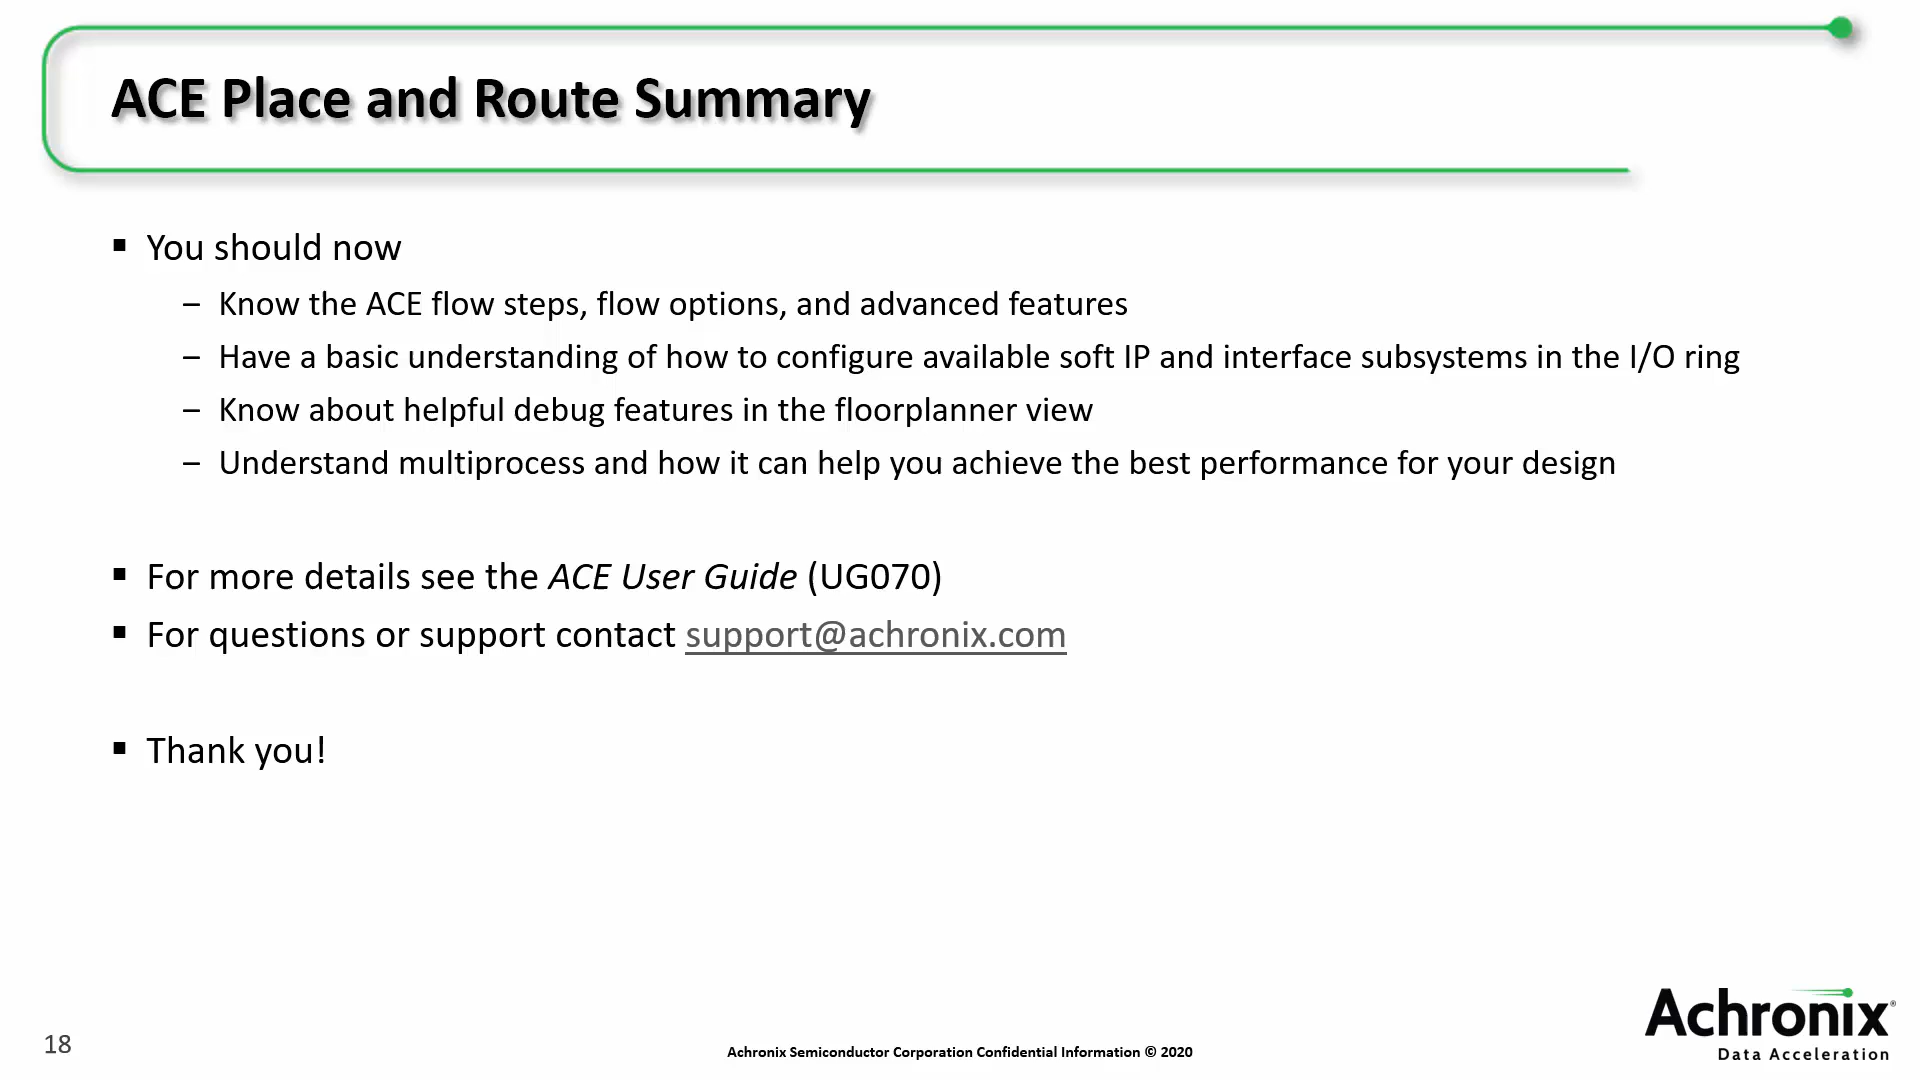 ACE Place and Route Summary
▪ You should now
– Know the ACE flow steps, flow options, and advanced features
– Have a basic understanding of how to configure available soft IP and interface subsystems in the I/O ring
– Know about helpful debug features in the floorplanner view
– Understand multiprocess and how it can help you achieve the best performance for your design
▪ For more details see the ACE User Guide (UG070)
▪ For questions or support contact support@achronix.com
▪ Thank you!
Achronix®
Data Acceleration
18
Achronix Semiconductor Corporation Confidential Information © 2020